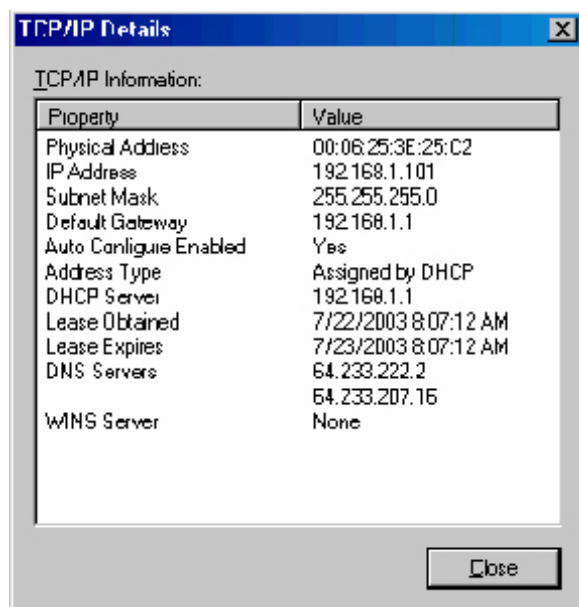 TCP/IP Details
TCP/IP Information:
Property Value
Physical Address 00:06:25:3E:25:C2
IP Address 192.168.1.101
Subnet Mask 255.255.255.0
Default Gateway 192.168.1.1
Auto Configure Enabled Yes
Address Type Assigned by DHCP
DHCP Server 192.168.1.1
Lease Obtained 7/22/2003 8:07:12 AM
Lease Expires 7/23/2003 8:07:12 AM
DNS Servers 64.233.222.2
64.233.207.16
WINS Server None
Close